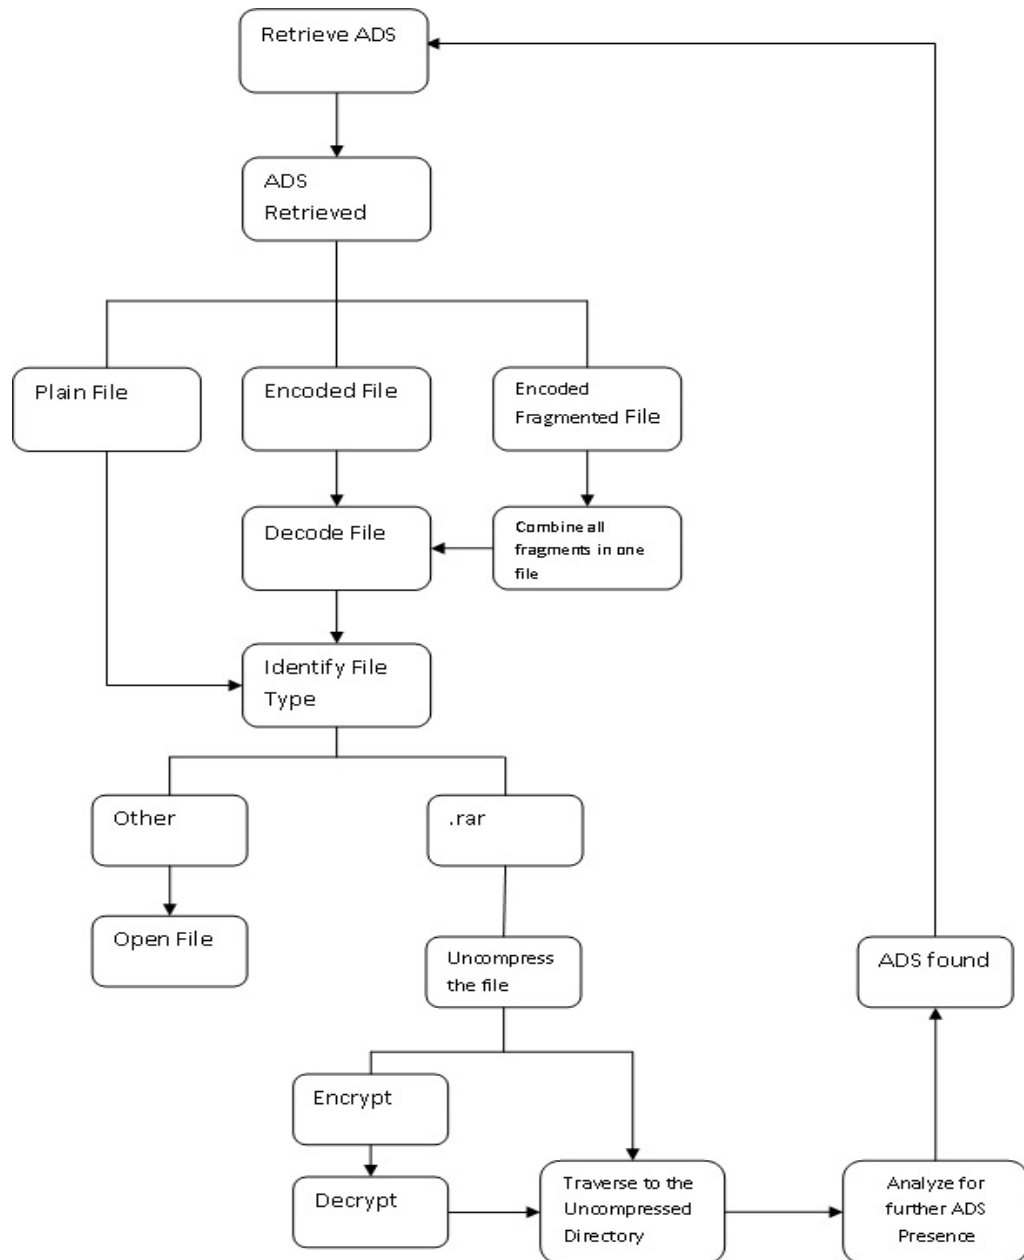 Retrieve ADS
ADS
Retrieved
Plain File
Encoded File
Encoded
Fragmented File
Decode File
Combine all
fragments in one
file
Identify File
Type
Other
.rar
Open File
Uncompress
the file
ADS found
Encrypt
Decrypt
Traverse to the
Uncompressed
Directory
Analyze for
further ADS
Presence